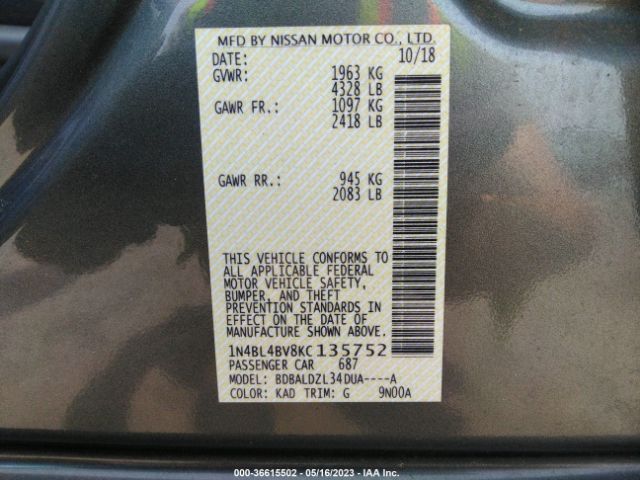 MFD BY NISSAN MOTOR CO., LTD.
DATE: 10/18
GVWR: 1963 KG
4328 LB
GAWR FR.: 1097 KG
2418 LB
GAWR RR.: 945 KG
2083 LB
THIS VEHICLE CONFORMS TO
ALL APPLICABLE FEDERAL
MOTOR VEHICLE SAFETY,
BUMPER, AND THEFT
PREVENTION STANDARDS IN
EFFECT ON THE DATE OF
MANUFACTURE SHOWN ABOVE.
1N4BL4BV8KC135752
PASSENGER CAR 687
MODEL: BDBALDZL34DUA----A
COLOR: KAD TRIM: G 9N00A
000-36615502 - 05/16/2023 - IAA Inc.